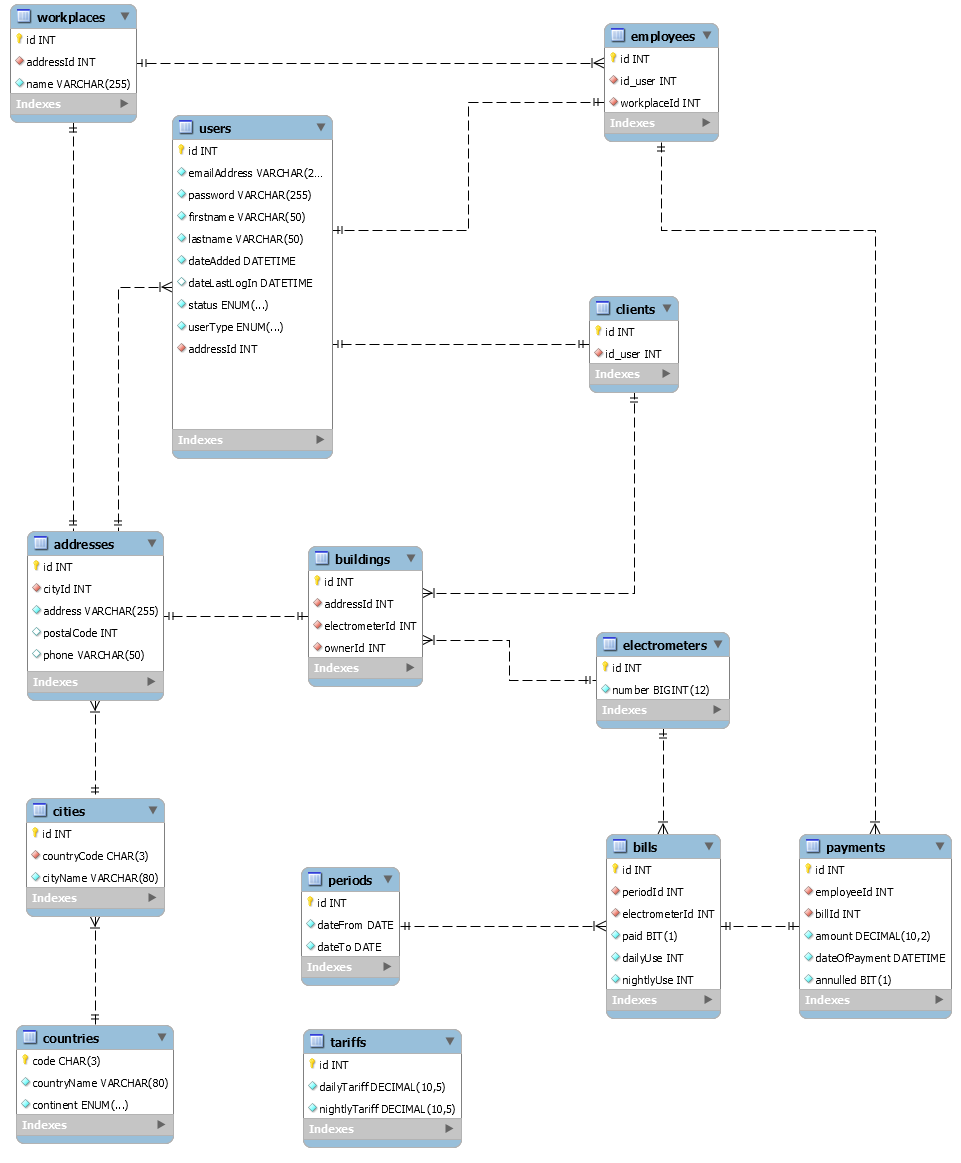 workplaces
id INT
addressId INT
name VARCHAR(255)
Indexes
employees
id INT
id_user INT
workplaceId INT
Indexes
users
id INT
emailAddress VARCHAR(2...
password VARCHAR(255)
firstname VARCHAR(50)
lastname VARCHAR(50)
dateAdded DATETIME
dateLastLogIn DATETIME
status ENUM(...)
userType ENUM(...)
addressId INT
Indexes
clients
id INT
id_user INT
Indexes
addresses
id INT
cityId INT
address VARCHAR(255)
postalCode INT
phone VARCHAR(50)
Indexes
buildings
id INT
addressId INT
electrometerId INT
ownerId INT
Indexes
electrometers
id INT
number BIGINT(12)
Indexes
cities
id INT
countryCode CHAR(3)
cityName VARCHAR(80)
Indexes
periods
id INT
dateFrom DATE
dateTo DATE
Indexes
bills
id INT
periodId INT
electrometerId INT
paid BIT(1)
dailyUse INT
nightlyUse INT
Indexes
payments
id INT
employeeId INT
billId INT
amount DECIMAL(10,2)
dateOfPayment DATETIME
annulled BIT(1)
Indexes
countries
code CHAR(3)
countryName VARCHAR(80)
continent ENUM(...)
Indexes
tariffs
id INT
dailyTariff DECIMAL(10,5)
nightlyTariff DECIMAL(10,5)
Indexes